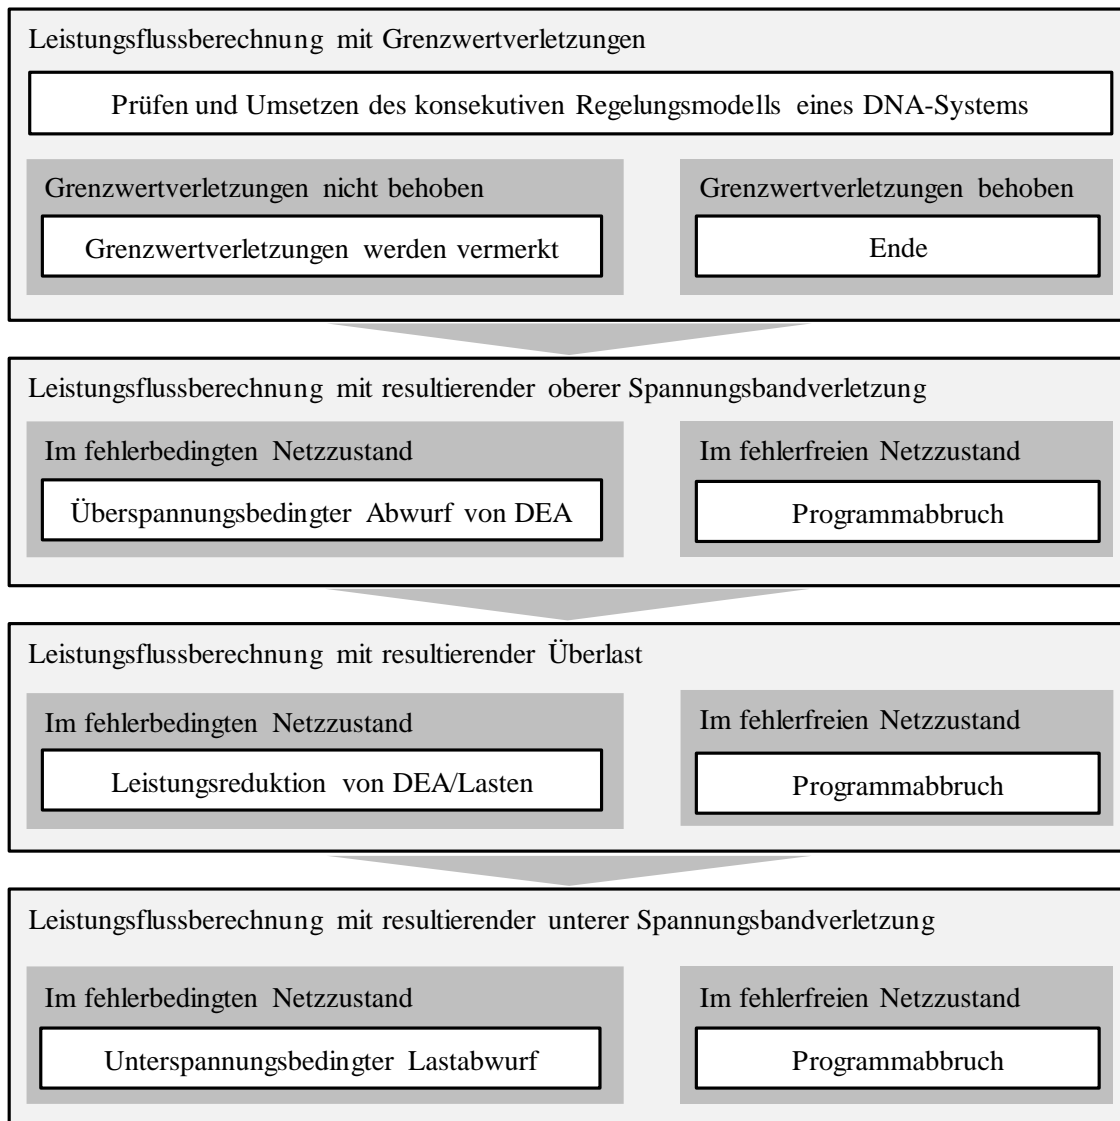 Leistungsflussberechnung mit Grenzwertverletzungen
Prüfen und Umsetzen des konsekutiven Regelungsmodells eines DNA-Systems
Grenzwertverletzungen nicht behoben
Grenzwertverletzungen werden vermerkt
Grenzwertverletzungen behoben
Ende
Leistungsflussberechnung mit resultierender oberer Spannungsbandverletzung
Im fehlerbedingten Netzzustand
Überspannungsbedingter Abwurf von DEA
Im fehlerfreien Netzzustand
Programmabbruch
Leistungsflussberechnung mit resultierender Überlast
Im fehlerbedingten Netzzustand
Leistungsreduktion von DEA/Lasten
Im fehlerfreien Netzzustand
Programmabbruch
Leistungsflussberechnung mit resultierender unterer Spannungsbandverletzung
Im fehlerbedingten Netzzustand
Unterspannungsbedingter Lastabwurf
Im fehlerfreien Netzzustand
Programmabbruch